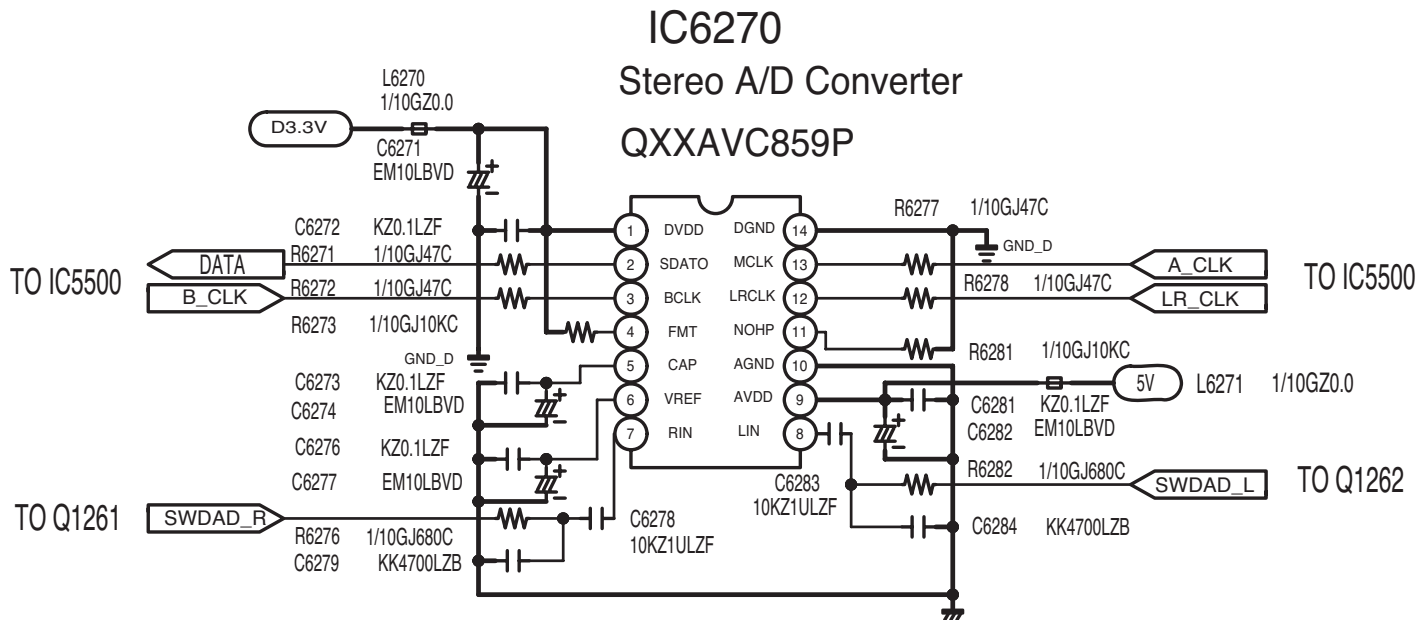 IC6270
Stereo A/D Converter
QXXAVC859P
L6270
1/10GZ0.0
D3.3V
C6271
EM10LBVD
+
−
C6272 KZ0.1LZF
R6271 1/10GJ47C
TO IC5500
DATA
B_CLK
R6272 1/10GJ47C
R6273 1/10GJ10KC
GND_D
C6273 KZ0.1LZF
C6274 EM10LBVD
+
−
C6276 KZ0.1LZF
C6277 EM10LBVD
+
−
TO Q1261
SWDAD_R
R6276 1/10GJ680C
C6279 KK4700LZB
C6278
10KZ1ULZF
1 DVDD DGND 14
2 SDATO MCLK 13
3 BCLK LRCLK 12
4 FMT NOHP 11
5 CAP AGND 10
6 VREF AVDD 9
7 RIN LIN 8
R6277 1/10GJ47C
GND_D
A_CLK
R6278 1/10GJ47C
LR_CLK
TO IC5500
R6281 1/10GJ10KC
5V
L6271 1/10GZ0.0
C6281 KZ0.1LZF
C6282 EM10LBVD
+
−
R6282 1/10GJ680C
C6283
10KZ1ULZF
SWDAD_L
TO Q1262
C6284 KK4700LZB